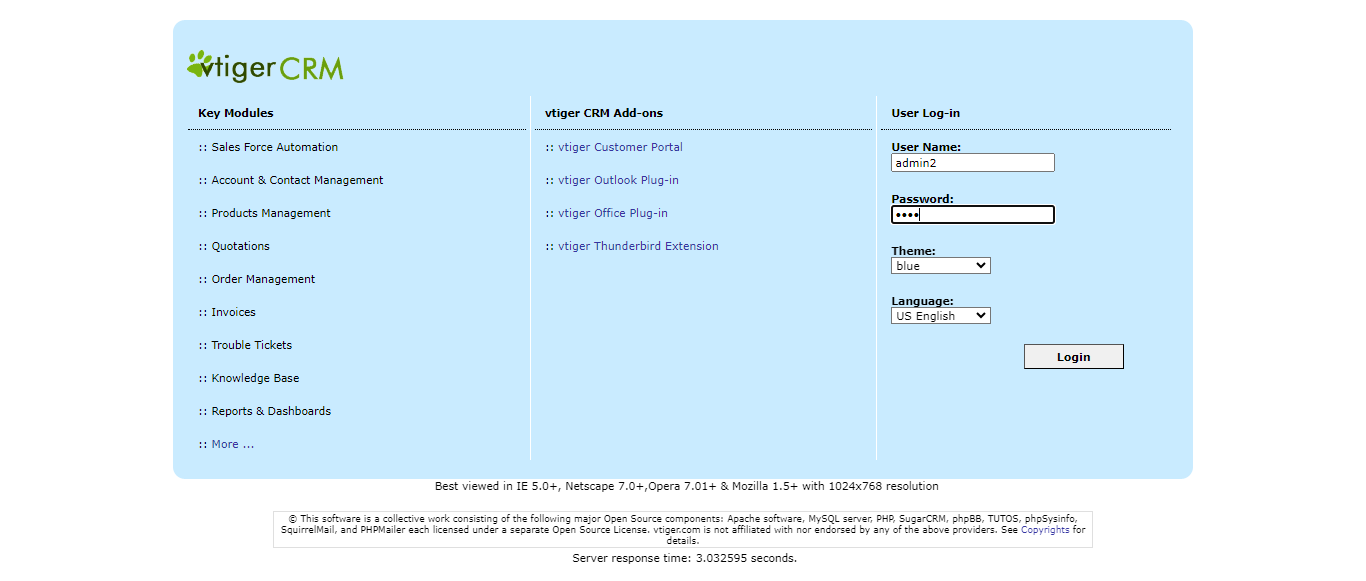 vtiger CRM
Key Modules
:: Sales Force Automation
:: Account & Contact Management
:: Products Management
:: Quotations
:: Order Management
:: Invoices
:: Trouble Tickets
:: Knowledge Base
:: Reports & Dashboards
:: More ...
vtiger CRM Add-ons
:: vtiger Customer Portal
:: vtiger Outlook Plug-in
:: vtiger Office Plug-in
:: vtiger Thunderbird Extension
User Log-in
User Name:
admin2
Password:
••••
Theme:
blue
Language:
US English
Login
Best viewed in IE 5.0+, Netscape 7.0+,Opera 7.01+ & Mozilla 1.5+ with 1024x768 resolution
© This software is a collective work consisting of the following major Open Source components: Apache software, MySQL server, PHP, SugarCRM, phpBB, TUTOS, phpSysinfo,
SquirrelMail, and PHPMailer each licensed under a separate Open Source License. vtiger.com is not affiliated with nor endorsed by any of the above providers. See Copyrights for
details.
Server response time: 3.032595 seconds.